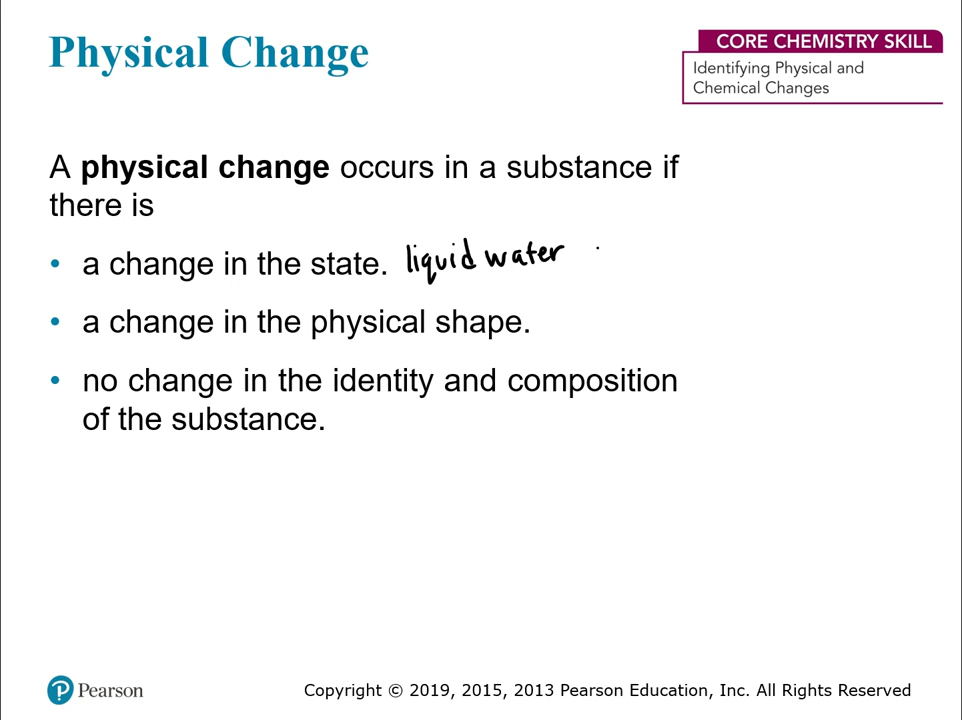 Physical Change
CORE CHEMISTRY SKILL
Identifying Physical and
Chemical Changes
A physical change occurs in a substance if
there is
• a change in the state. liquid water
• a change in the physical shape.
• no change in the identity and composition
of the substance.
Pearson
Copyright © 2019, 2015, 2013 Pearson Education, Inc. All Rights Reserved